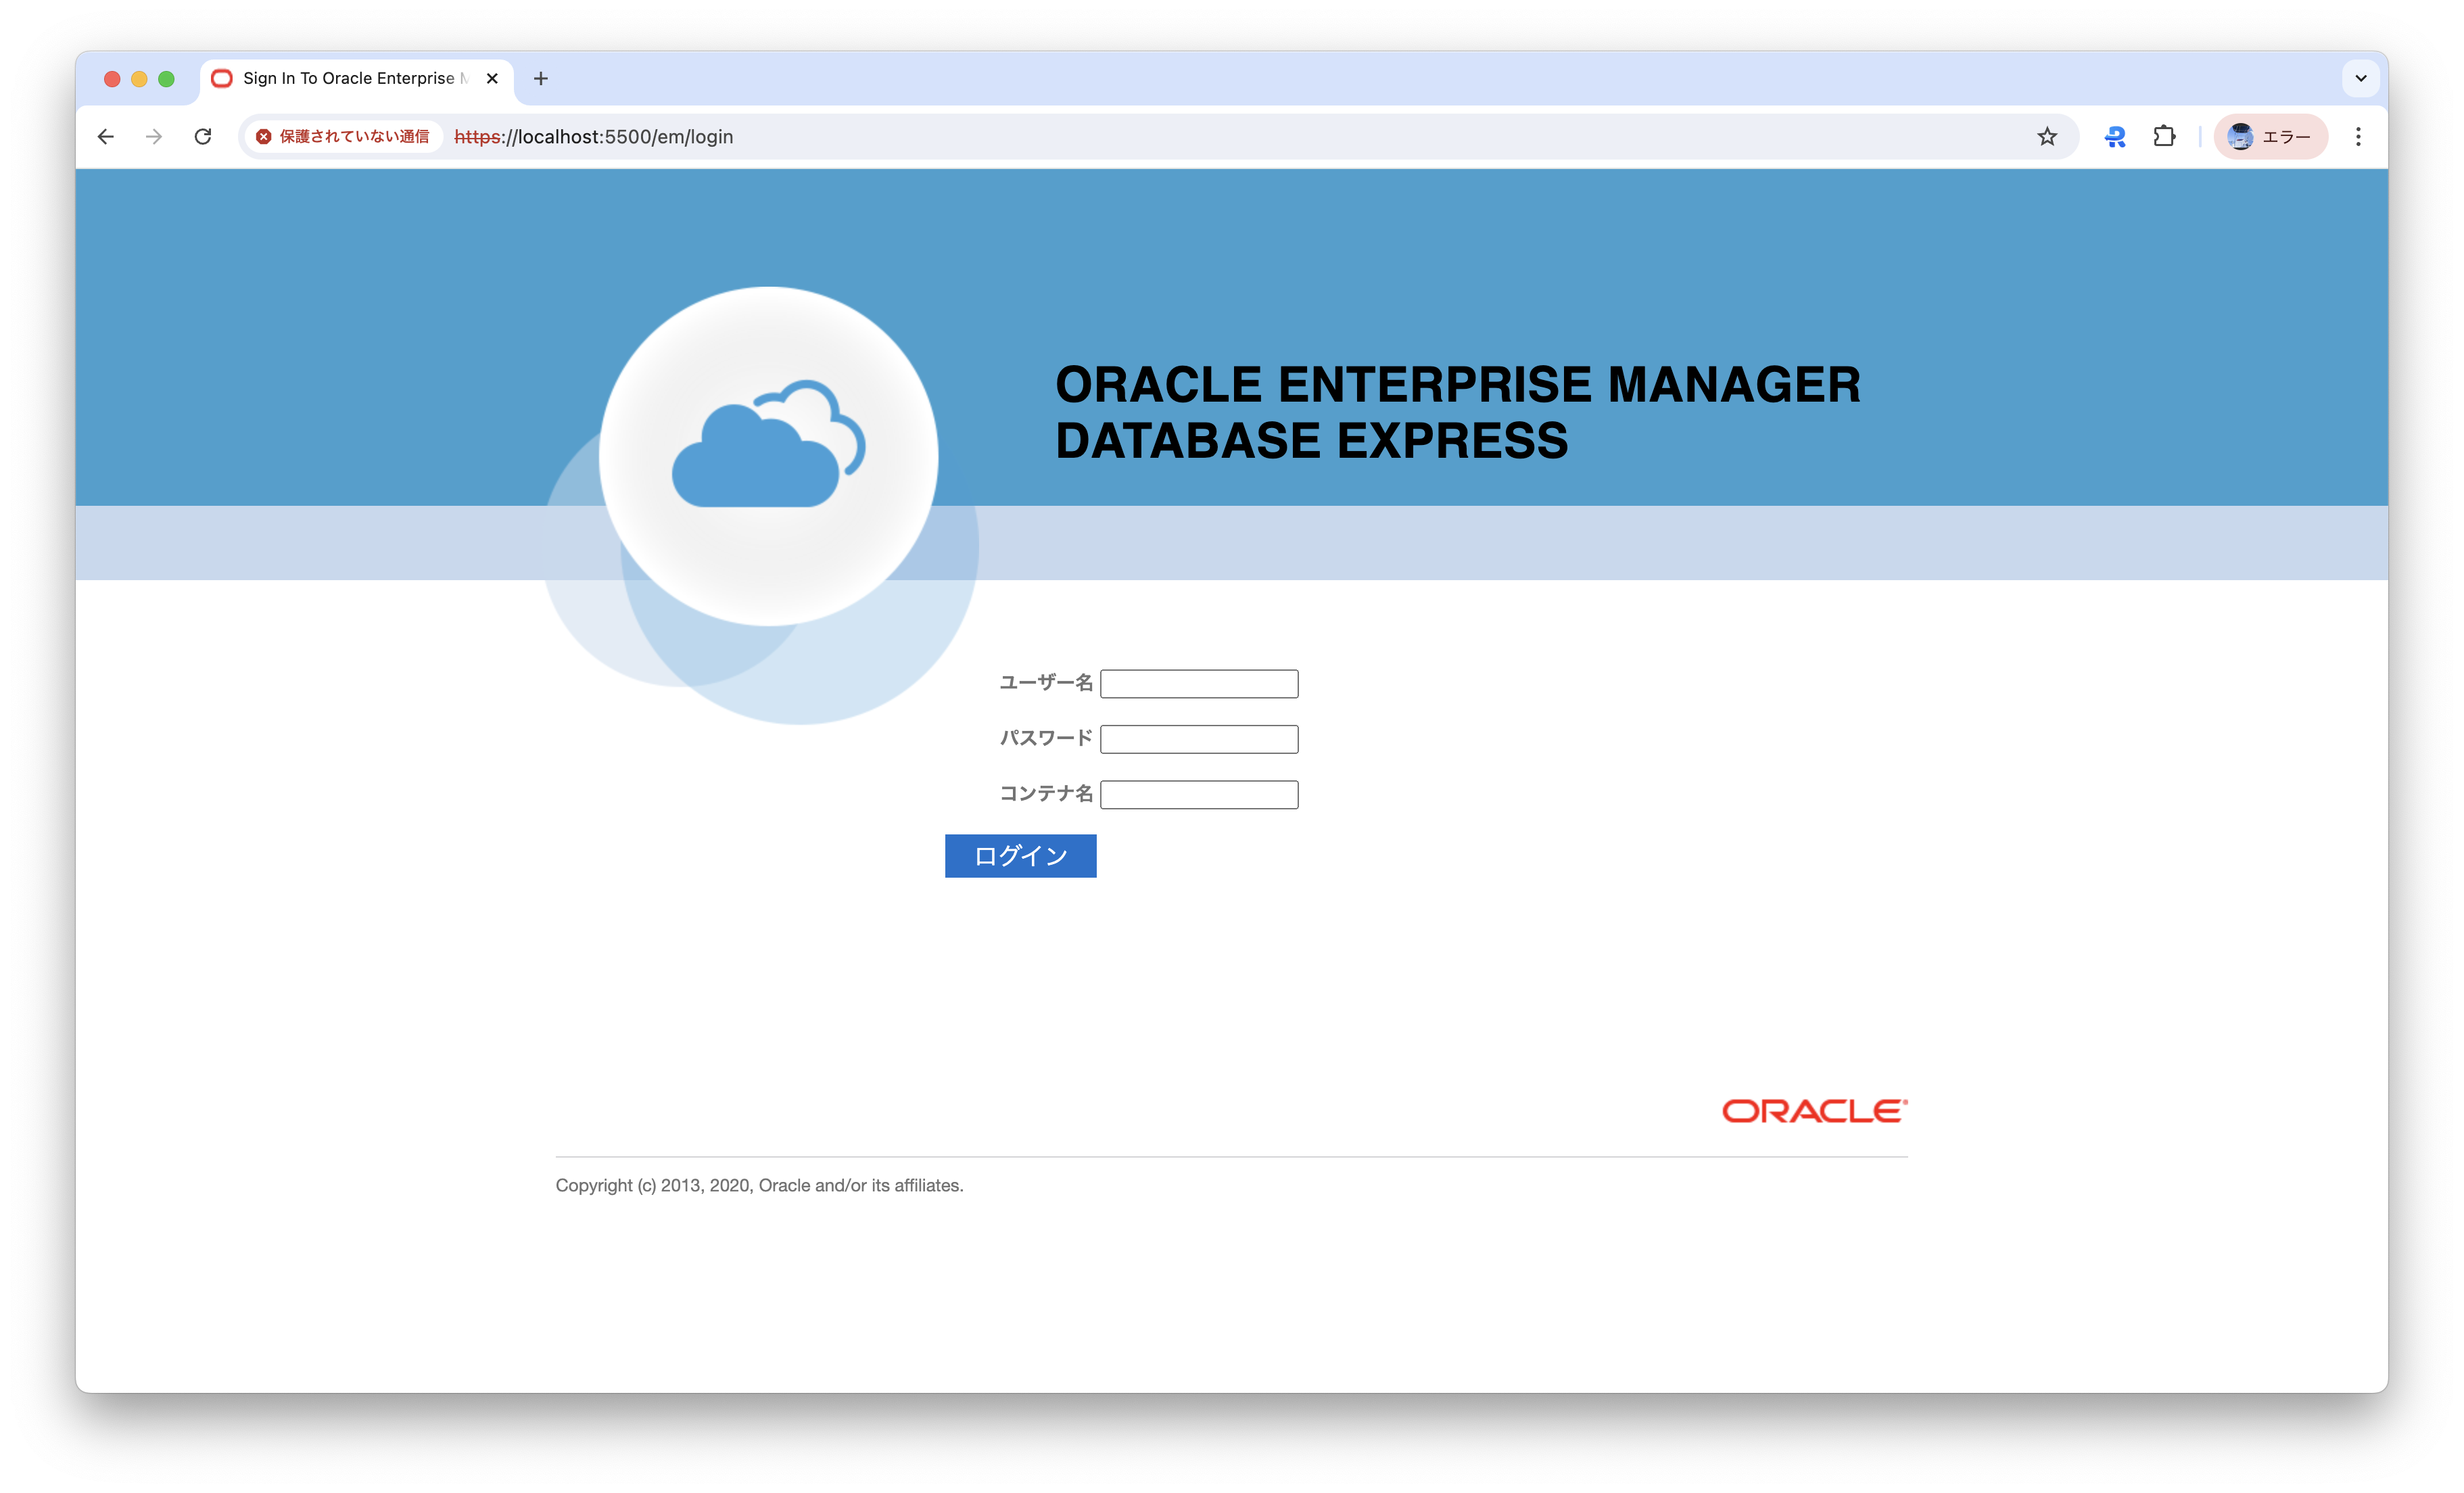 Sign In To Oracle Enterprise
保護されていない通信
https://localhost:5500/em/login
エラー
ORACLE ENTERPRISE MANAGER
DATABASE EXPRESS
ユーザー名
パスワード
コンテナ名
ログイン
ORACLE®
Copyright (c) 2013, 2020, Oracle and/or its affiliates.